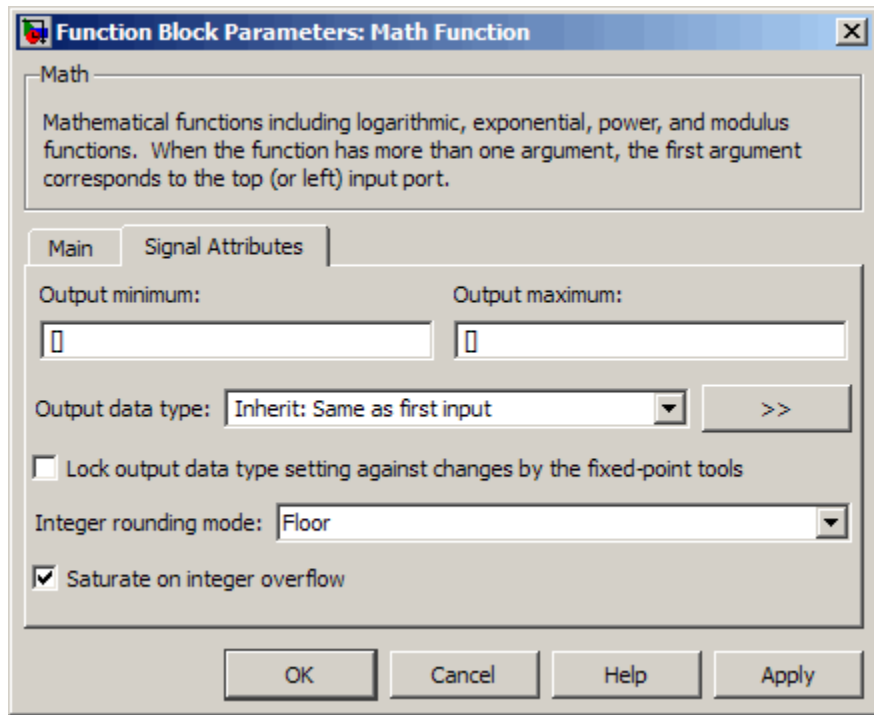 Function Block Parameters: Math Function
Math
Mathematical functions including logarithmic, exponential, power, and modulus
functions.  When the function has more than one argument, the first argument
corresponds to the top (or left) input port.
Main Signal Attributes
Output minimum: Output maximum:
[] []
Output data type: Inherit: Same as first input >>
Lock output data type setting against changes by the fixed-point tools
Integer rounding mode: Floor
Saturate on integer overflow
OK Cancel Help Apply